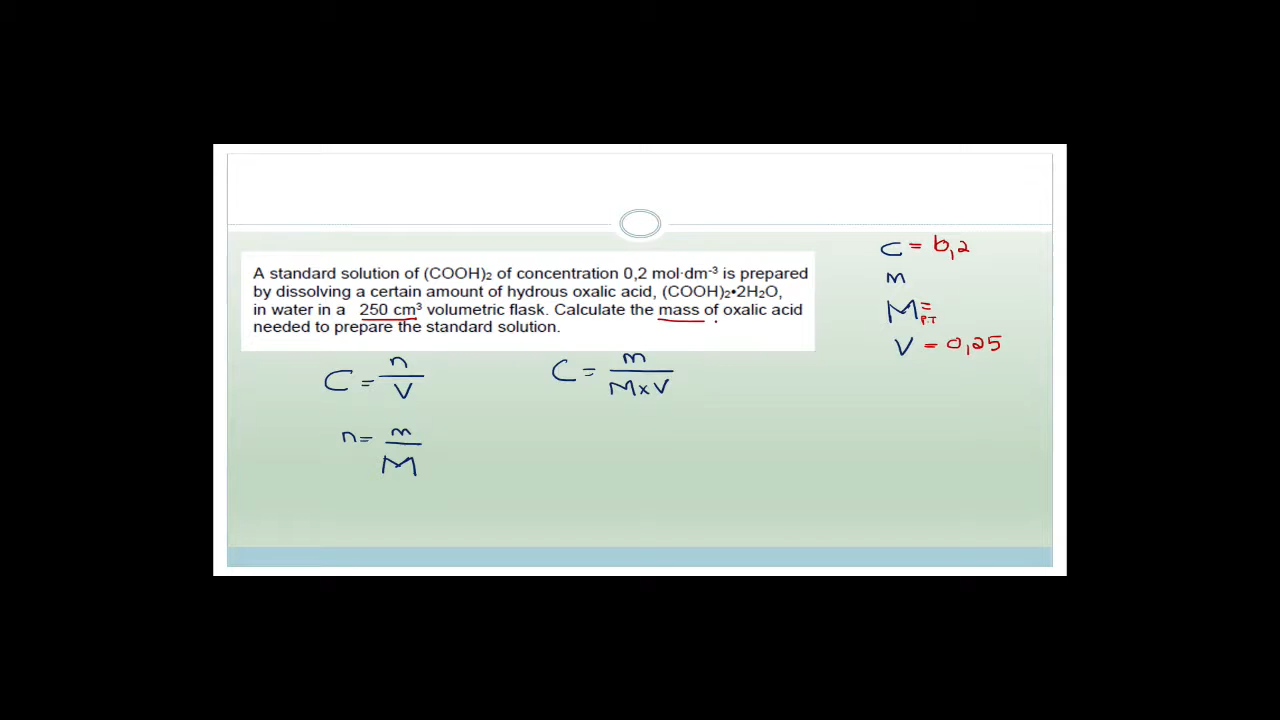 A standard solution of (COOH)₂ of concentration 0,2 mol·dm⁻³ is prepared
by dissolving a certain amount of hydrous oxalic acid, (COOH)₂•2H₂O,
in water in a 250 cm³ volumetric flask. Calculate the mass of oxalic acid
needed to prepare the standard solution.
C = n/V
n = m/M
C = m/M×V
C = 0,2
m
M = P.T
V = 0,25